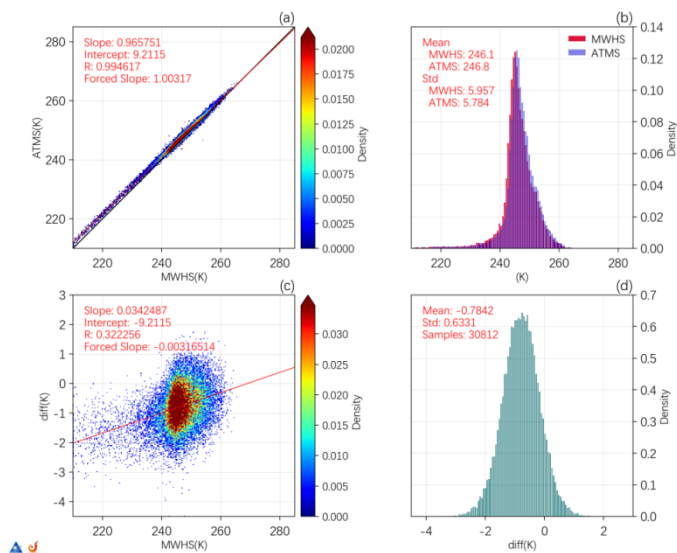 (a)
Slope: 0.965751
Intercept: 9.2115
R: 0.994617
Forced Slope: 1.00317
280
260
240
220
ATMS(K)
220
240
260
280
MWHS(K)
0.0200
0.0175
0.0150
0.0125
0.0100
0.0075
0.0050
0.0025
0.0000
Density
(b)
Mean
MWHS: 246.1
ATMS: 246.8
Std
MWHS: 5.957
ATMS: 5.784
MWHS
ATMS
0.14
0.12
0.10
0.08
0.06
0.04
0.02
0.00
Density
220
240
260
280
(K)
(c)
Slope: 0.0342487
Intercept: -9.2115
R: 0.322256
Forced Slope: -0.00316514
3
2
1
0
-1
-2
-3
-4
diff(K)
220
240
260
280
MWHS(K)
0.030
0.025
0.020
0.015
0.010
0.005
0.000
Density
(d)
Mean: -0.7842
Std: 0.6331
Samples: 30812
0.7
0.6
0.5
0.4
0.3
0.2
0.1
0.0
Density
-4
-2
0
2
diff(K)